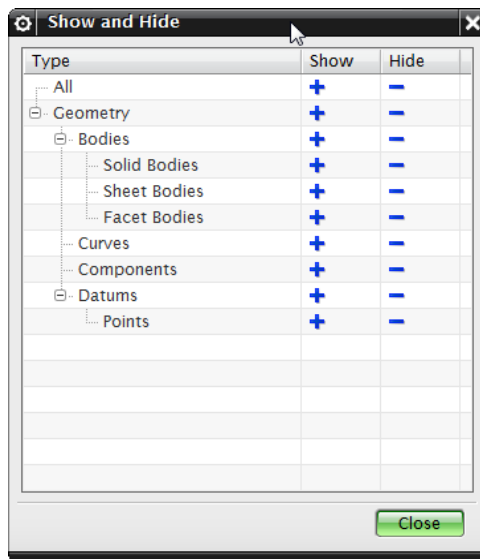 Show and Hide
Type Show Hide
All
Geometry
Bodies
Solid Bodies
Sheet Bodies
Facet Bodies
Curves
Components
Datums
Points
Close